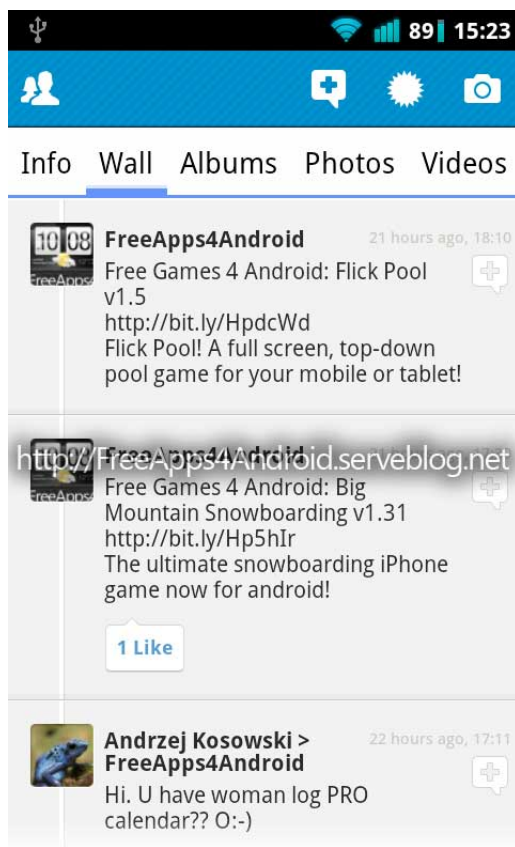 89 15:23
Info Wall Albums Photos Videos
10 08
FreeApps4Android
21 hours ago, 18:10
Free Games 4 Android: Flick Pool
v1.5
http://bit.ly/HpdcWd
Flick Pool! A full screen, top-down
pool game for your mobile or tablet!
FreeApps4Android
http://FreeApps4Android.serveblog.net
Free Games 4 Android: Big
Mountain Snowboarding v1.31
http://bit.ly/Hp5hIr
The ultimate snowboarding iPhone
game now for android!
1 Like
Andrzej Kosowski >
22 hours ago, 17:11
FreeApps4Android
Hi. U have woman log PRO
calendar?? O:-)